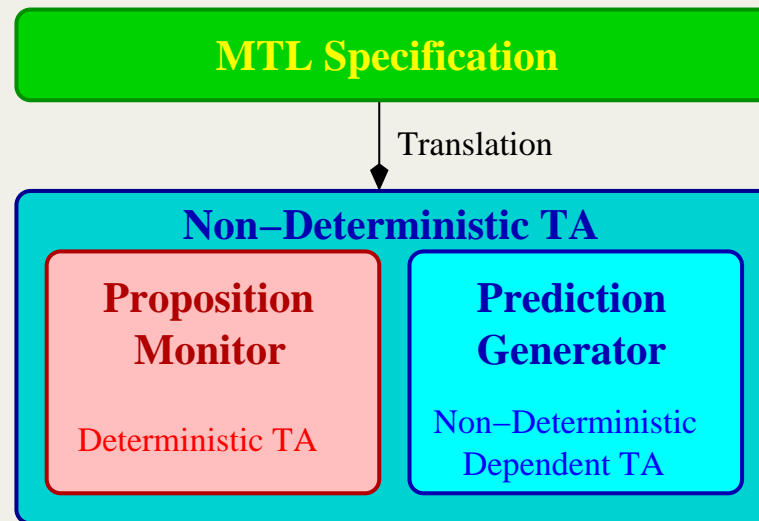 MTL Specification
Translation
Non−Deterministic TA
Proposition
Monitor
Deterministic TA
Prediction
Generator
Non−Deterministic
Dependent TA